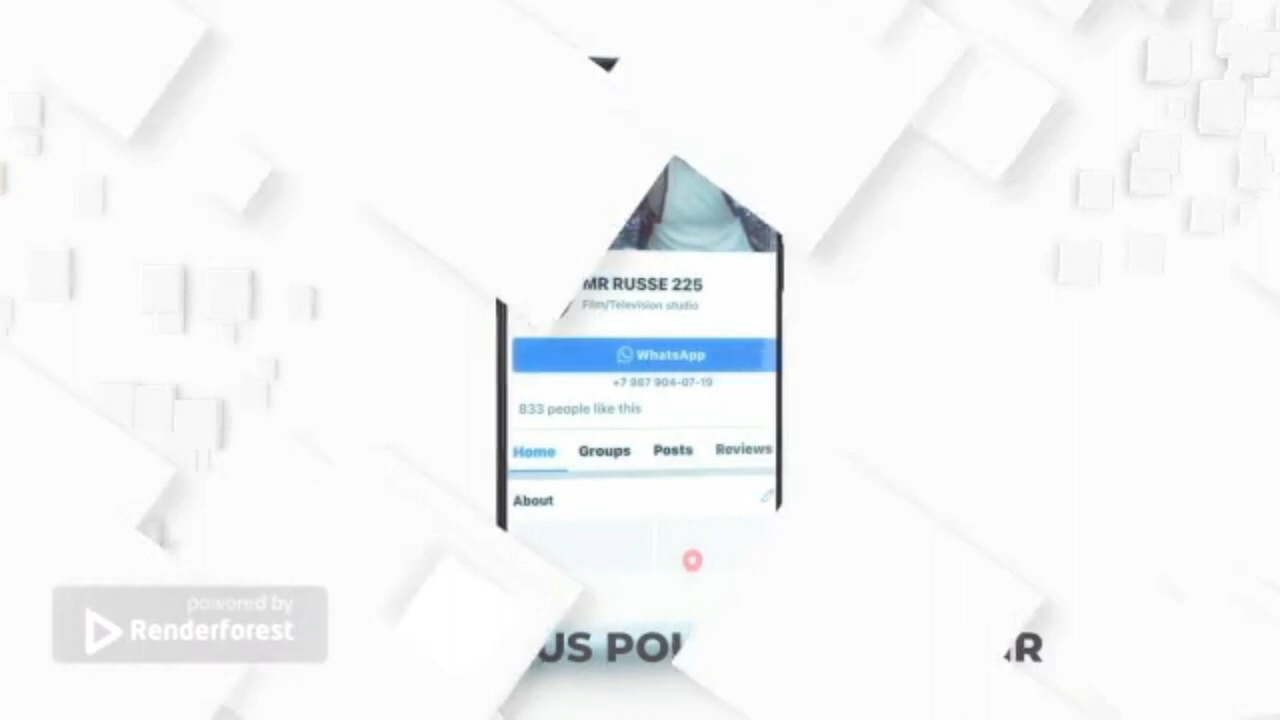 MR RUSSE 225
Film/Television studio
WhatsApp
+7 987 904-07-19
833 people like this
Home Groups Posts Reviews
About
powered by
Renderforest